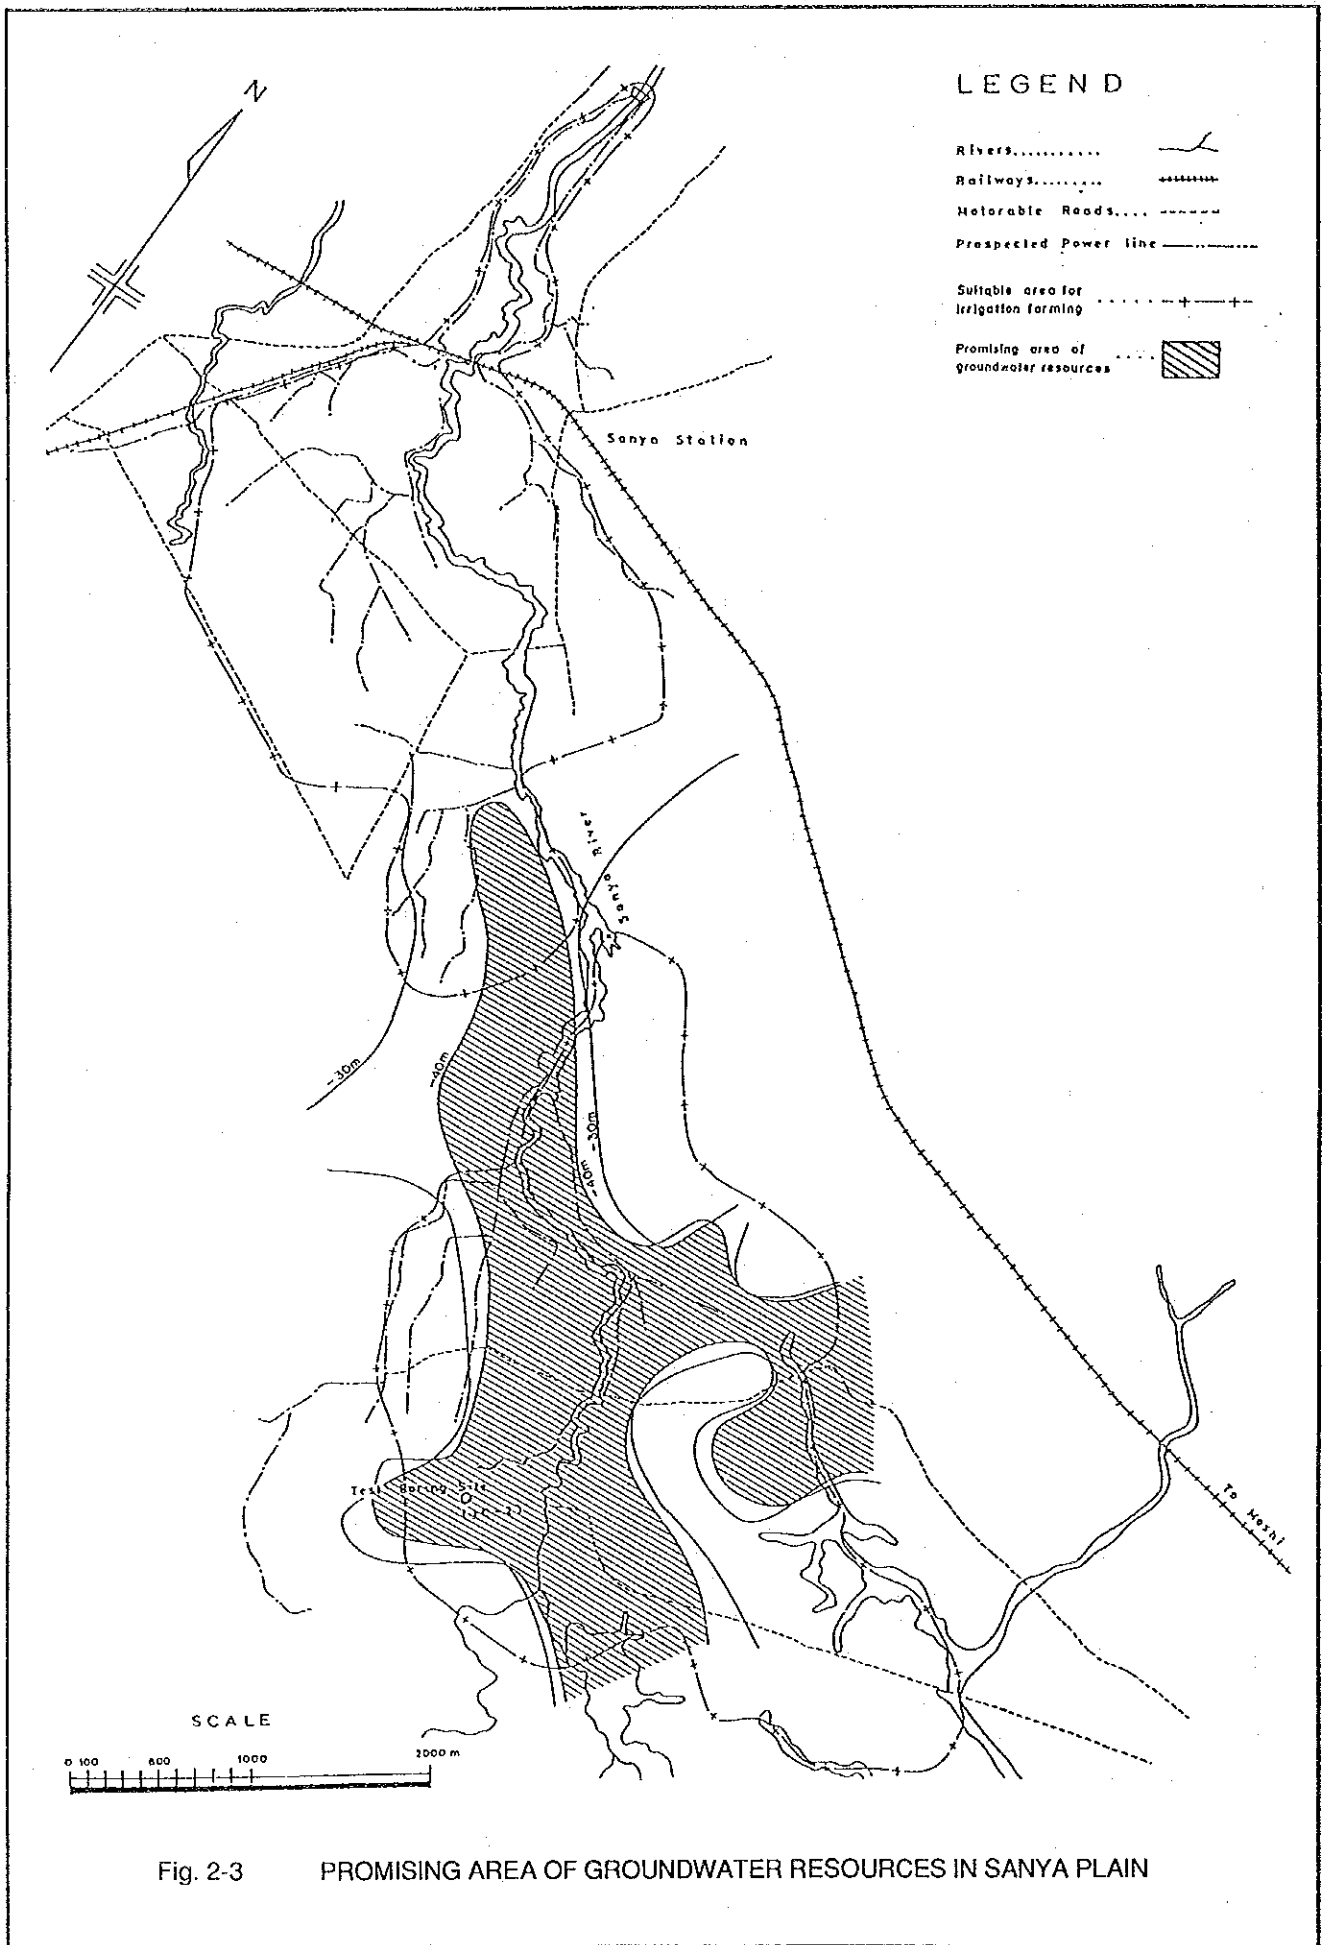 N
LEGEND
Rivers...........
Railways.........
Motorable Roads....
Prospected Power line
Suitable area for
irrigation farming
Promising area of
groundwater resources
Sanya Station
Sanya River
-30m
-40m
-40m -30m
Test Boring Site
To Moshi
SCALE
0 100 600 1000 2000 m
Fig. 2-3 PROMISING AREA OF GROUNDWATER RESOURCES IN SANYA PLAIN